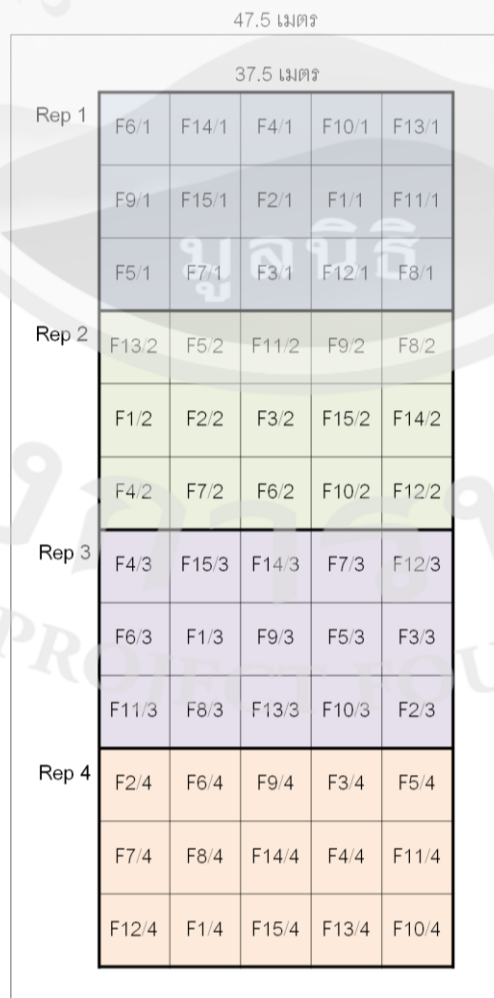 47.5 เมตร
37.5 เมตร
Rep 1
F6/1 F14/1 F4/1 F10/1 F13/1
F9/1 F15/1 F2/1 F1/1 F11/1
มูลนิธิ
F5/1 F7/1 F3/1 F12/1 F8/1
Rep 2
F13/2 F5/2 F11/2 F9/2 F8/2
F1/2 F2/2 F3/2 F15/2 F14/2
F4/2 F7/2 F6/2 F10/2 F12/2
Rep 3
F4/3 F15/3 F14/3 F7/3 F12/3
F6/3 F1/3 F9/3 F5/3 F3/3
PROJECT
F11/3 F8/3 F13/3 F10/3 F2/3
Rep 4
F2/4 F6/4 F9/4 F3/4 F5/4
F7/4 F8/4 F14/4 F4/4 F11/4
F12/4 F1/4 F15/4 F13/4 F10/4